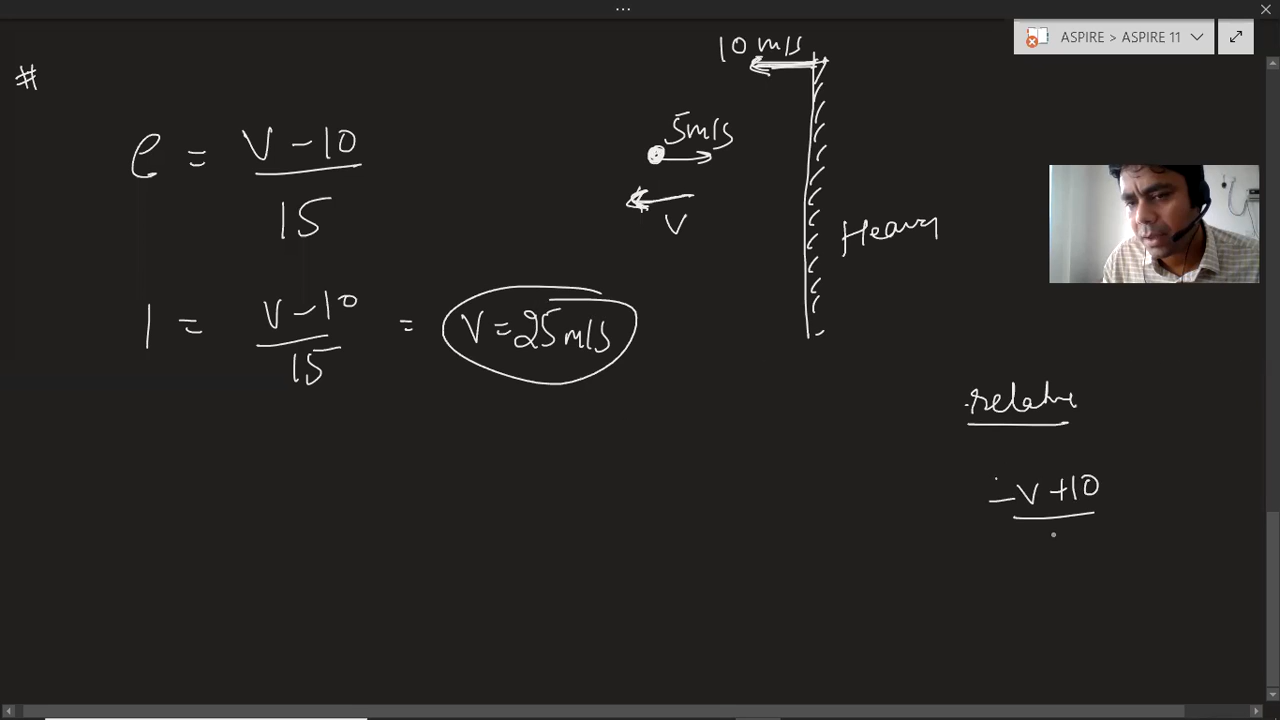 ASPIRE > ASPIRE 11
10 m/s
#
5m/s
e = V - 10 / 15
V
Heavy
1 = V - 10 / 15 = V = 25 m/s
relative
- V + 10